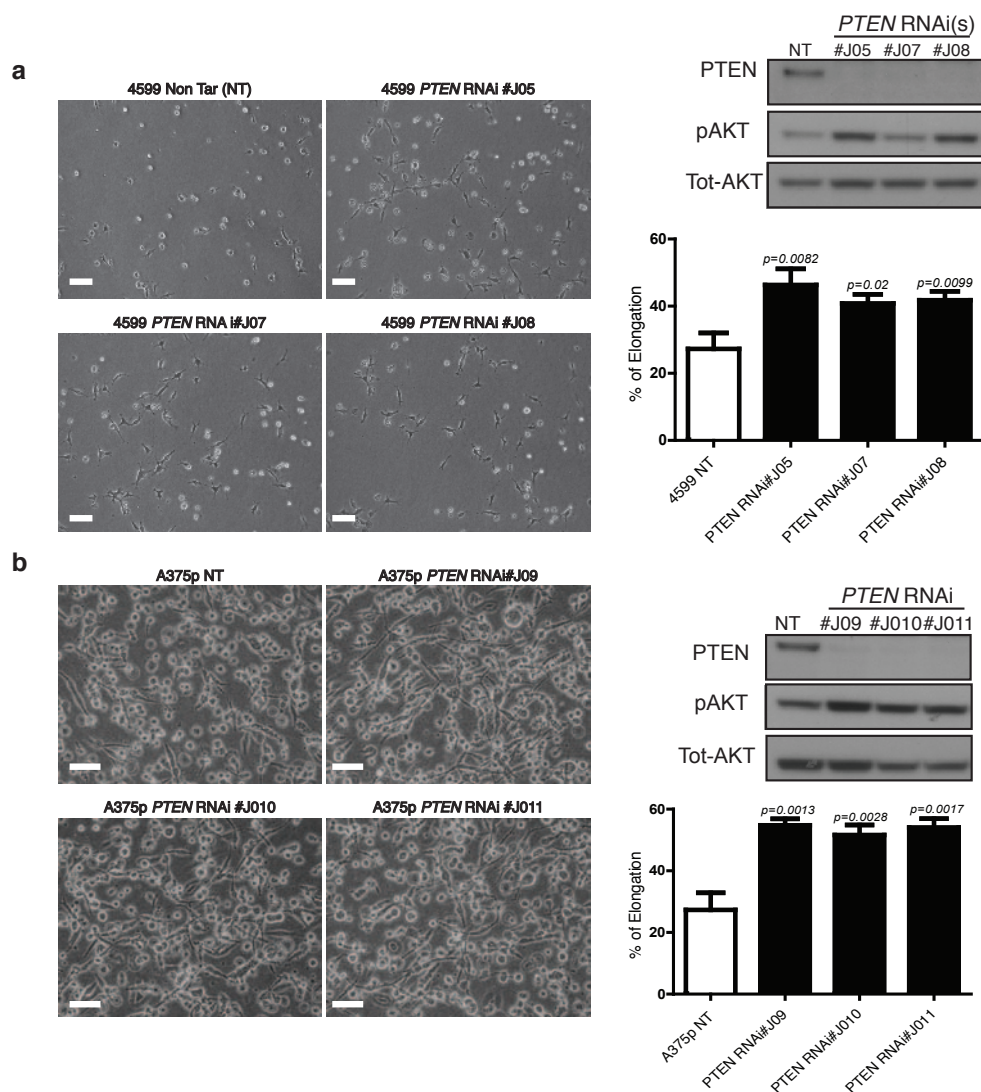 a
4599 Non Tar (NT)
4599 PTEN RNAi #J05
4599 PTEN RNA i#J07
4599 PTEN RNAi #J08
PTEN RNAi(s)
NT #J05 #J07 #J08
PTEN
pAKT
Tot-AKT
60
40
20
0
% of Elongation
p=0.0082
p=0.02
p=0.0099
4599 NT
PTEN RNAi#J05
PTEN RNAi#J07
PTEN RNAi#J08
b
A375p NT
A375p PTEN RNAi#J09
A375p PTEN RNAi #J010
A375p PTEN RNAi #J011
PTEN RNAi
NT #J09 #J010 #J011
PTEN
pAKT
Tot-AKT
60
40
20
0
% of Elongation
p=0.0013
p=0.0028
p=0.0017
A375p NT
PTEN RNAi#J09
PTEN RNAi#J010
PTEN RNAi#J011